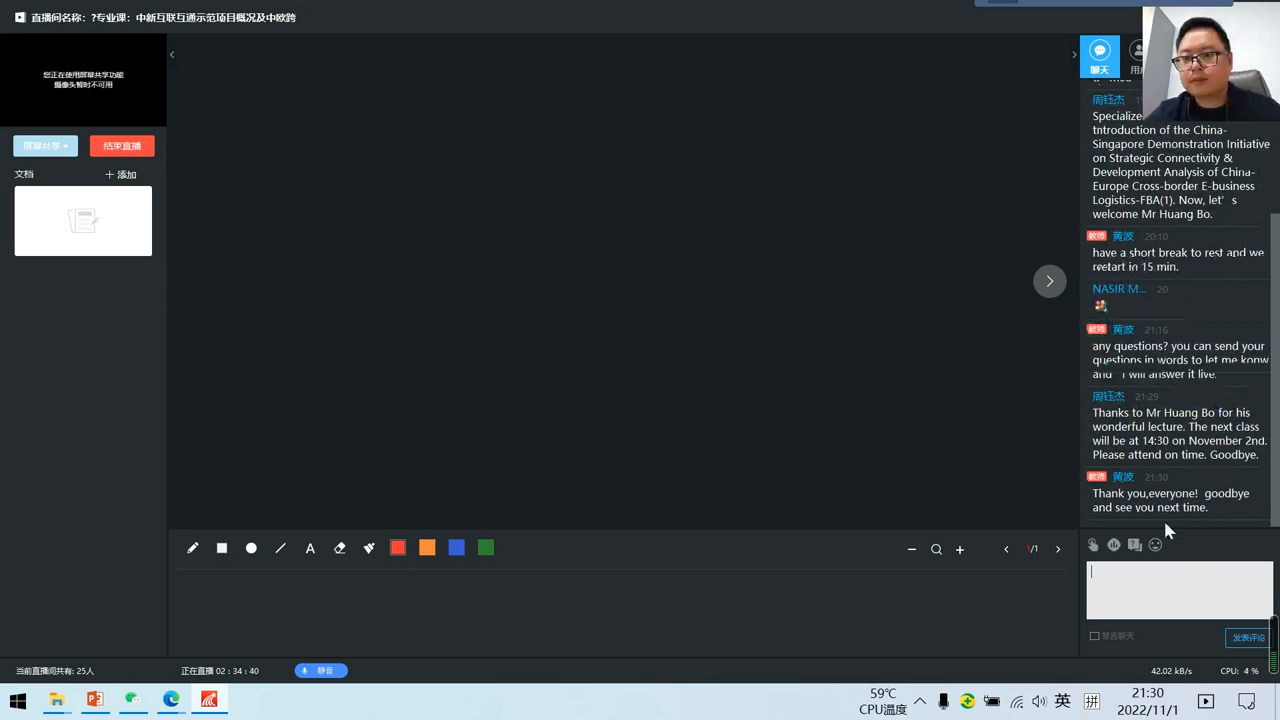 直播间名称：?专业课：中新互联互通示范项目概况及中欧跨
您正在使用屏幕共享功能
摄像头暂时不可用
屏幕共享
结束直播
文档
添加
聊天
周钰杰
Specialize
Introduction of the China-
Singapore Demonstration Initiative
on Strategic Connectivity &
Development Analysis of China-
Europe Cross-border E-business
Logistics-FBA(1). Now, let's
welcome Mr Huang Bo.
教师 黄波 20:10
have a short break to rest and we
restart in 15 min.
NASIR M... 20
教师 黄波 21:16
any questions? you can send your
questions in words to let me konw
and I will answer it live.
周钰杰 21:29
Thanks to Mr Huang Bo for his
wonderful lecture. The next class
will be at 14:30 on November 2nd.
Please attend on time. Goodbye.
教师 黄波 21:30
Thank you,everyone! goodbye
and see you next time.
A
1/1
禁言聊天
发表评论
当前直播间共有: 25人
正在直播 02 : 34 : 40
静音
42.02 kB/s
CPU: 4 %
59℃
CPU温度
英
拼
21:30
2022/11/1